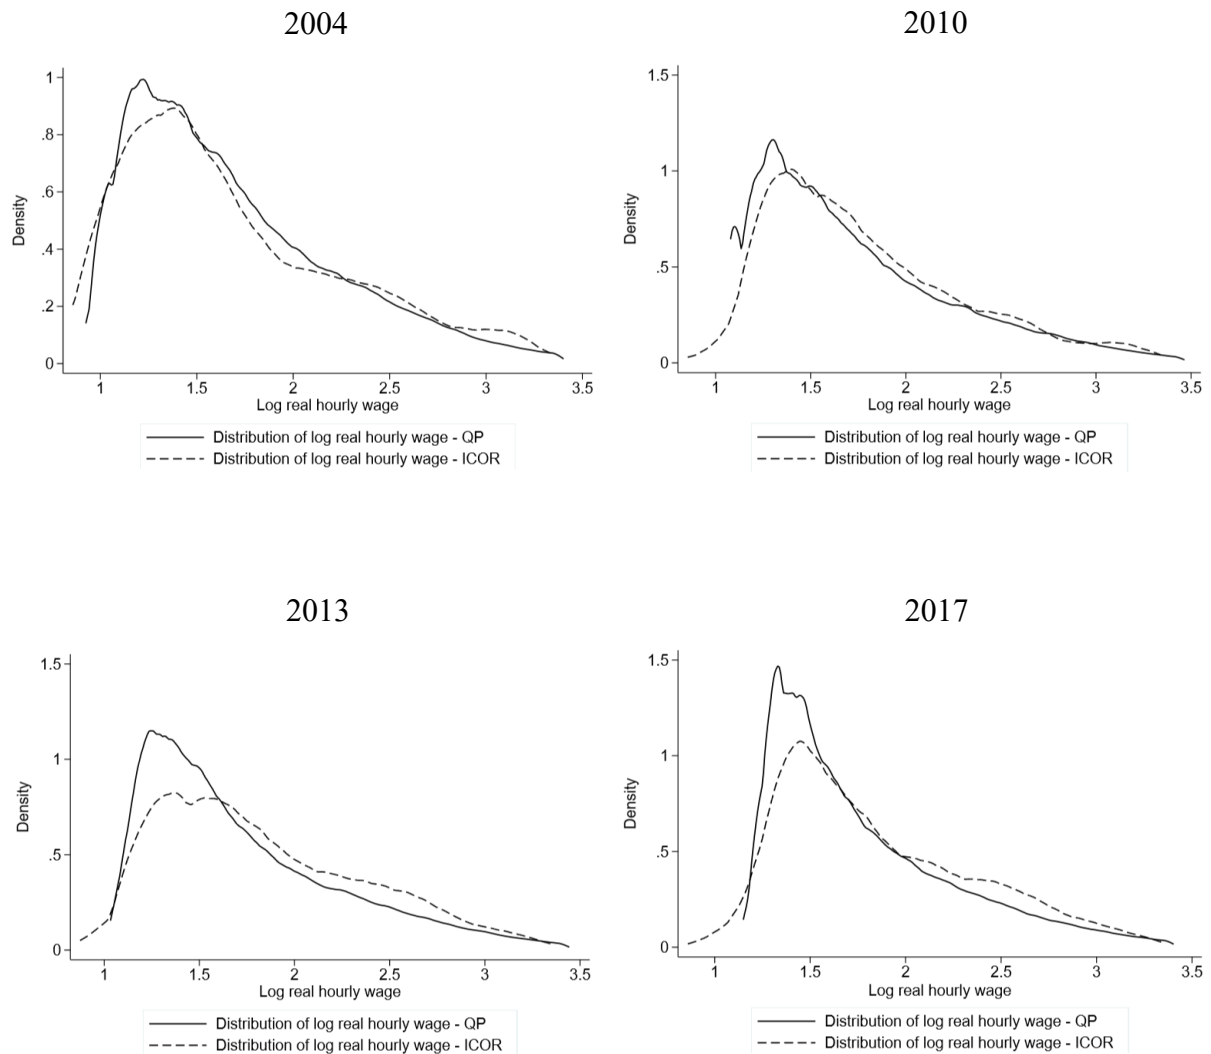 2004
1
.8
.6
.4
.2
0
Density
1 1.5 2 2.5 3 3.5
Log real hourly wage
Distribution of log real hourly wage - QP
Distribution of log real hourly wage - ICOR
2010
1.5
1
.5
0
Density
1 1.5 2 2.5 3 3.5
Log real hourly wage
Distribution of log real hourly wage - QP
Distribution of log real hourly wage - ICOR
2013
1.5
1
.5
0
Density
1 1.5 2 2.5 3 3.5
Log real hourly wage
Distribution of log real hourly wage - QP
Distribution of log real hourly wage - ICOR
2017
1.5
1
.5
0
Density
1 1.5 2 2.5 3 3.5
Log real hourly wage
Distribution of log real hourly wage - QP
Distribution of log real hourly wage - ICOR